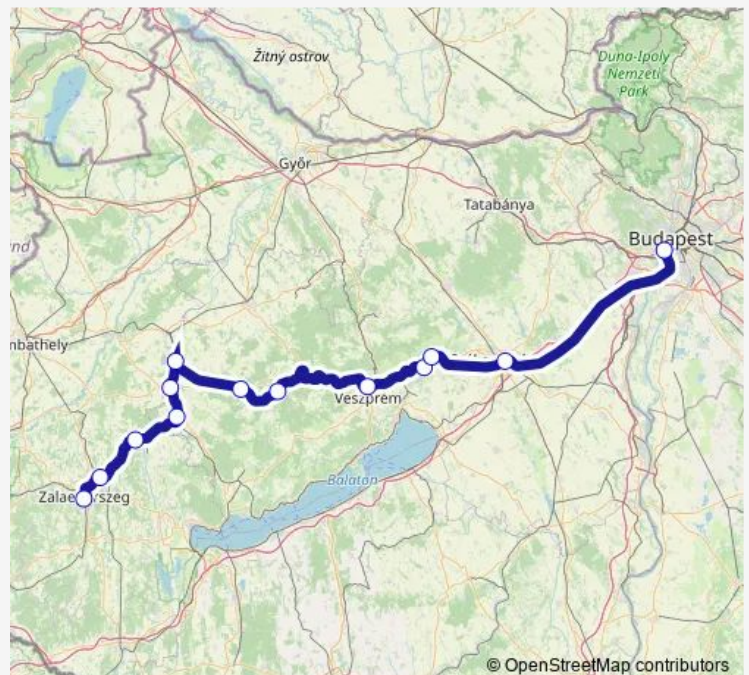 Žitný ostrov
Duna-Ipoly
Nemzeti
Park
Győr
Tatabánya
Budapest
Veszprém
Balaton
© OpenStreetMap contributors